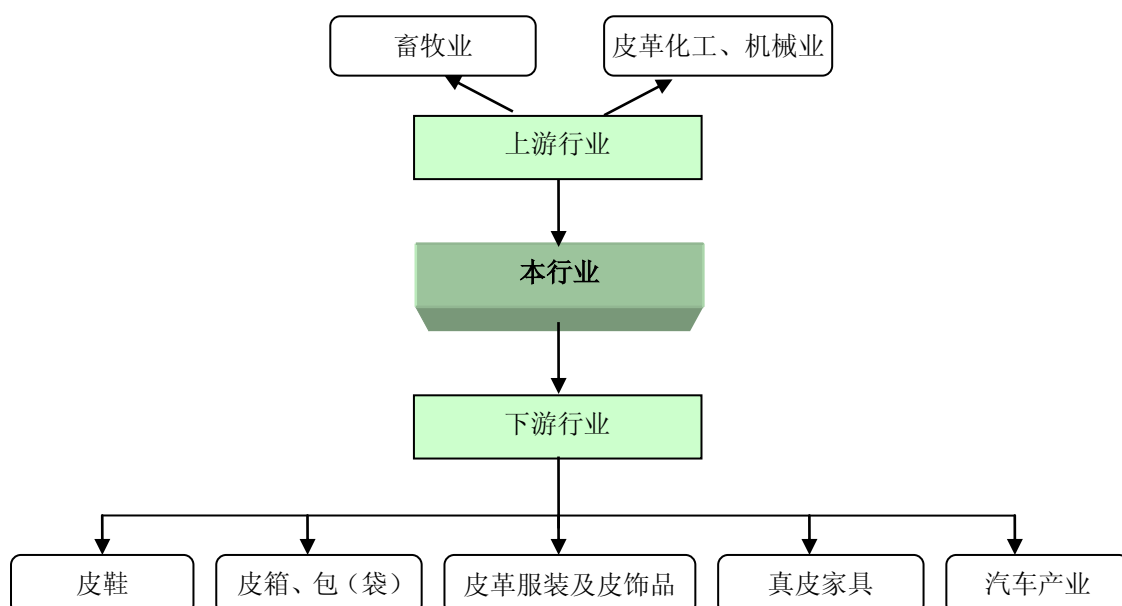 畜牧业
皮革化工、机械业
上游行业
本行业
下游行业
皮鞋
皮箱、包（袋）
皮革服装及皮饰品
真皮家具
汽车产业